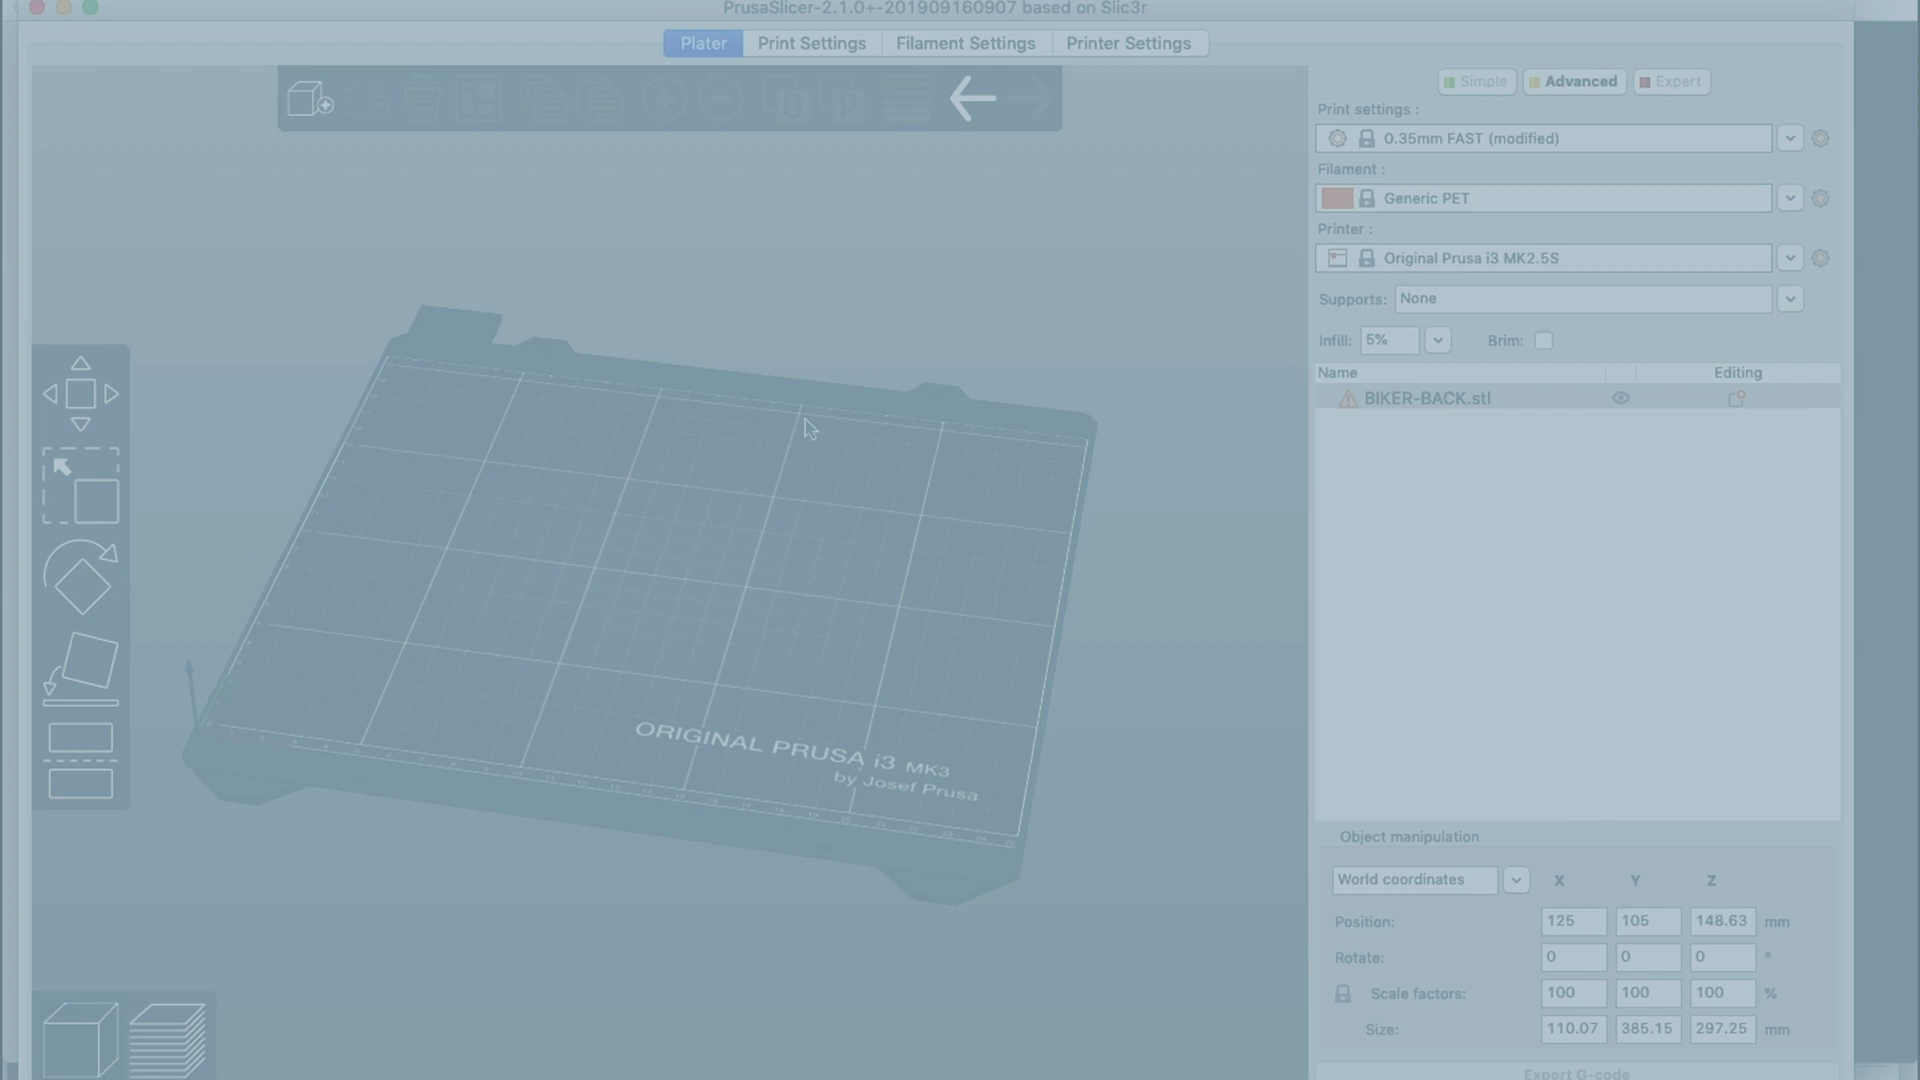 PrusaSlicer-2.1.0+-201909160907 based on Slic3r
Plater Print Settings Filament Settings Printer Settings
Simple Advanced Expert
Print settings :
0.35mm FAST (modified)
Filament :
Generic PET
Printer :
Original Prusa i3 MK2.5S
Supports: None
Infill: 5% Brim:
Name Editing
BIKER-BACK.stl
ORIGINAL PRUSA i3 MK3
by Josef Prusa
Object manipulation
World coordinates X Y Z
Position: 125 105 148.63 mm
Rotate: 0 0 0 °
Scale factors: 100 100 100 %
Size: 110.07 385.15 297.25 mm
Export G-code